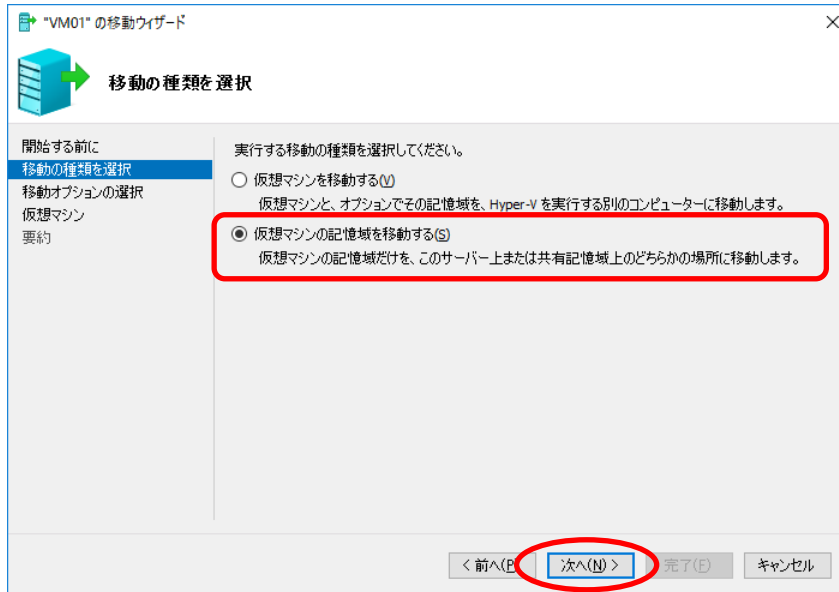 "VM01" の移動ウィザード
移動の種類を選択
開始する前に
移動の種類を選択
移動オプションの選択
仮想マシン
要約
実行する移動の種類を選択してください。
仮想マシンを移動する(V)
仮想マシンと、オプションでその記憶域を、Hyper-V を実行する別のコンピューターに移動します。
仮想マシンの記憶域を移動する(S)
仮想マシンの記憶域だけを、このサーバー上または共有記憶域上のどちらかの場所に移動します。
< 前へ(P 次へ(N) > 完了(F) キャンセル